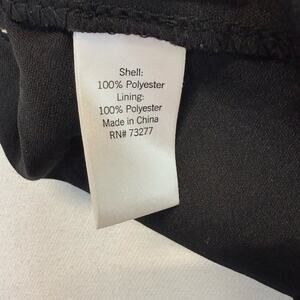 Shell:
100% Polyester
Lining:
100% Polyester
Made in China
RN# 73277